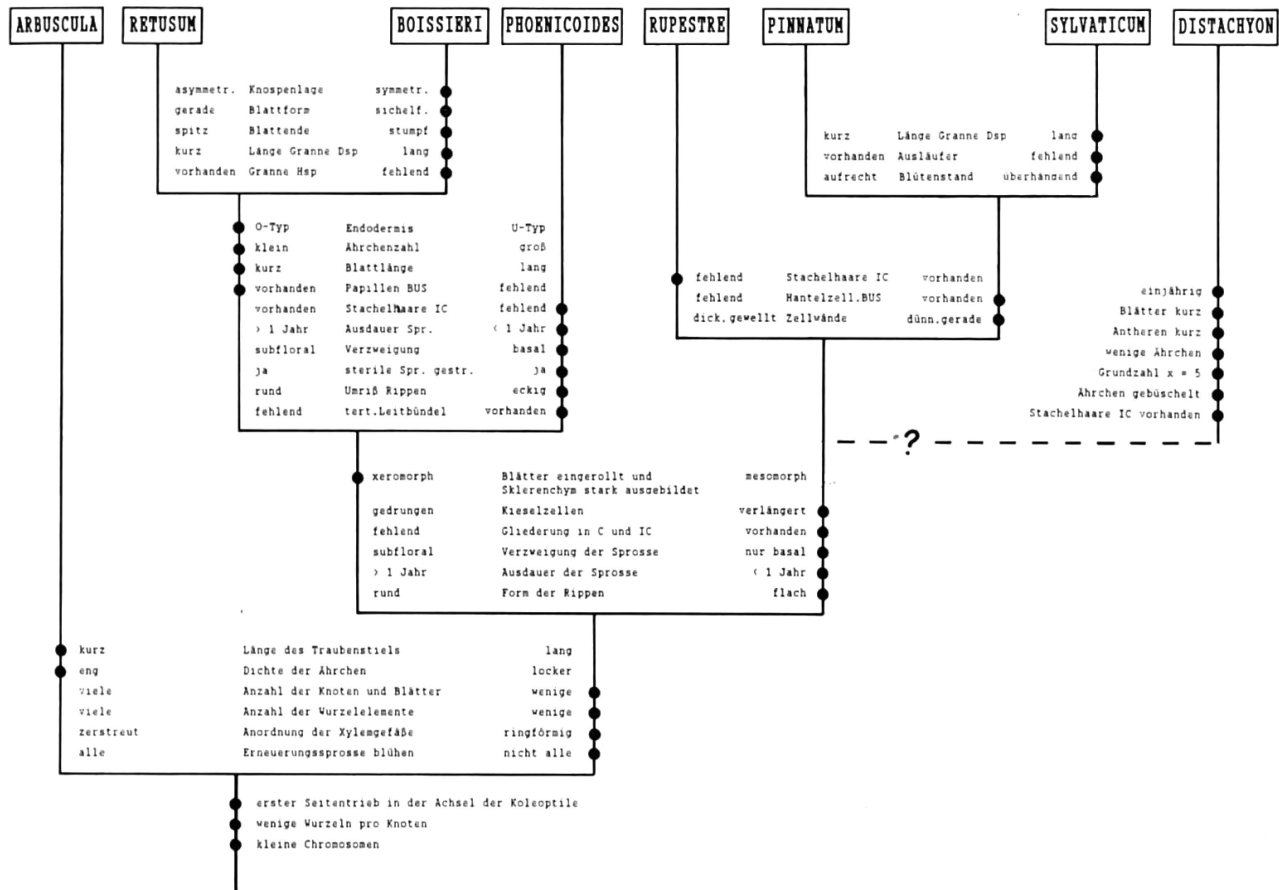 ARBUSCULA RETUSUM BOISSIERI PHOENICOIDES RUPESTRE PINNATUM SYLVATICUM DISTACHYON
asymmetr. Knospenlage symmetr.
gerade Blattform sichelf.
spitz Blattende stumpf
kurz Länge Granne Dsp lang
vorhanden Granne Hsp fehlend
kurz Länge Granne Dsp lang
vorhanden Ausläufer fehlend
aufrecht Blütenstand überhängend
O-Typ Endodermis U-Typ
klein Ährchenzahl groß
kurz Blattlänge lang
vorhanden Papillen BUS fehlend
vorhanden Stachelhaare IC fehlend
> 1 Jahr Ausdauer Spr. < 1 Jahr
subfloral Verzweigung basal
ja sterile Spr. gestr. ja
rund Umriß Rippen eckig
fehlend tert.Leitbündel vorhanden
fehlend Stachelhaare IC vorhanden
fehlend Hantelzell.BUS vorhanden
dick,gewellt Zellwände dünn,gerade
einjährig
Blätter kurz
Antheren kurz
wenige Ährchen
Grundzahl x = 5
Ährchen gebüschelt
Stachelhaare IC vorhanden
?
xeromorph Blätter eingerollt und mesomorph
Sklerenchym stark ausgebildet
gedrungen Kieselzellen verlängert
fehlend Gliederung in C und IC vorhanden
subfloral Verzweigung der Sprosse nur basal
> 1 Jahr Ausdauer der Sprosse < 1 Jahr
rund Form der Rippen flach
kurz Länge des Traubenstiels lang
eng Dichte der Ährchen locker
viele Anzahl der Knoten und Blätter wenige
viele Anzahl der Wurzelelemente wenige
zerstreut Anordnung der Xylemgefäße ringförmig
alle Erneuerungssprosse blühen nicht alle
erster Seitentrieb in der Achsel der Koleoptile
wenige Wurzeln pro Knoten
kleine Chromosomen